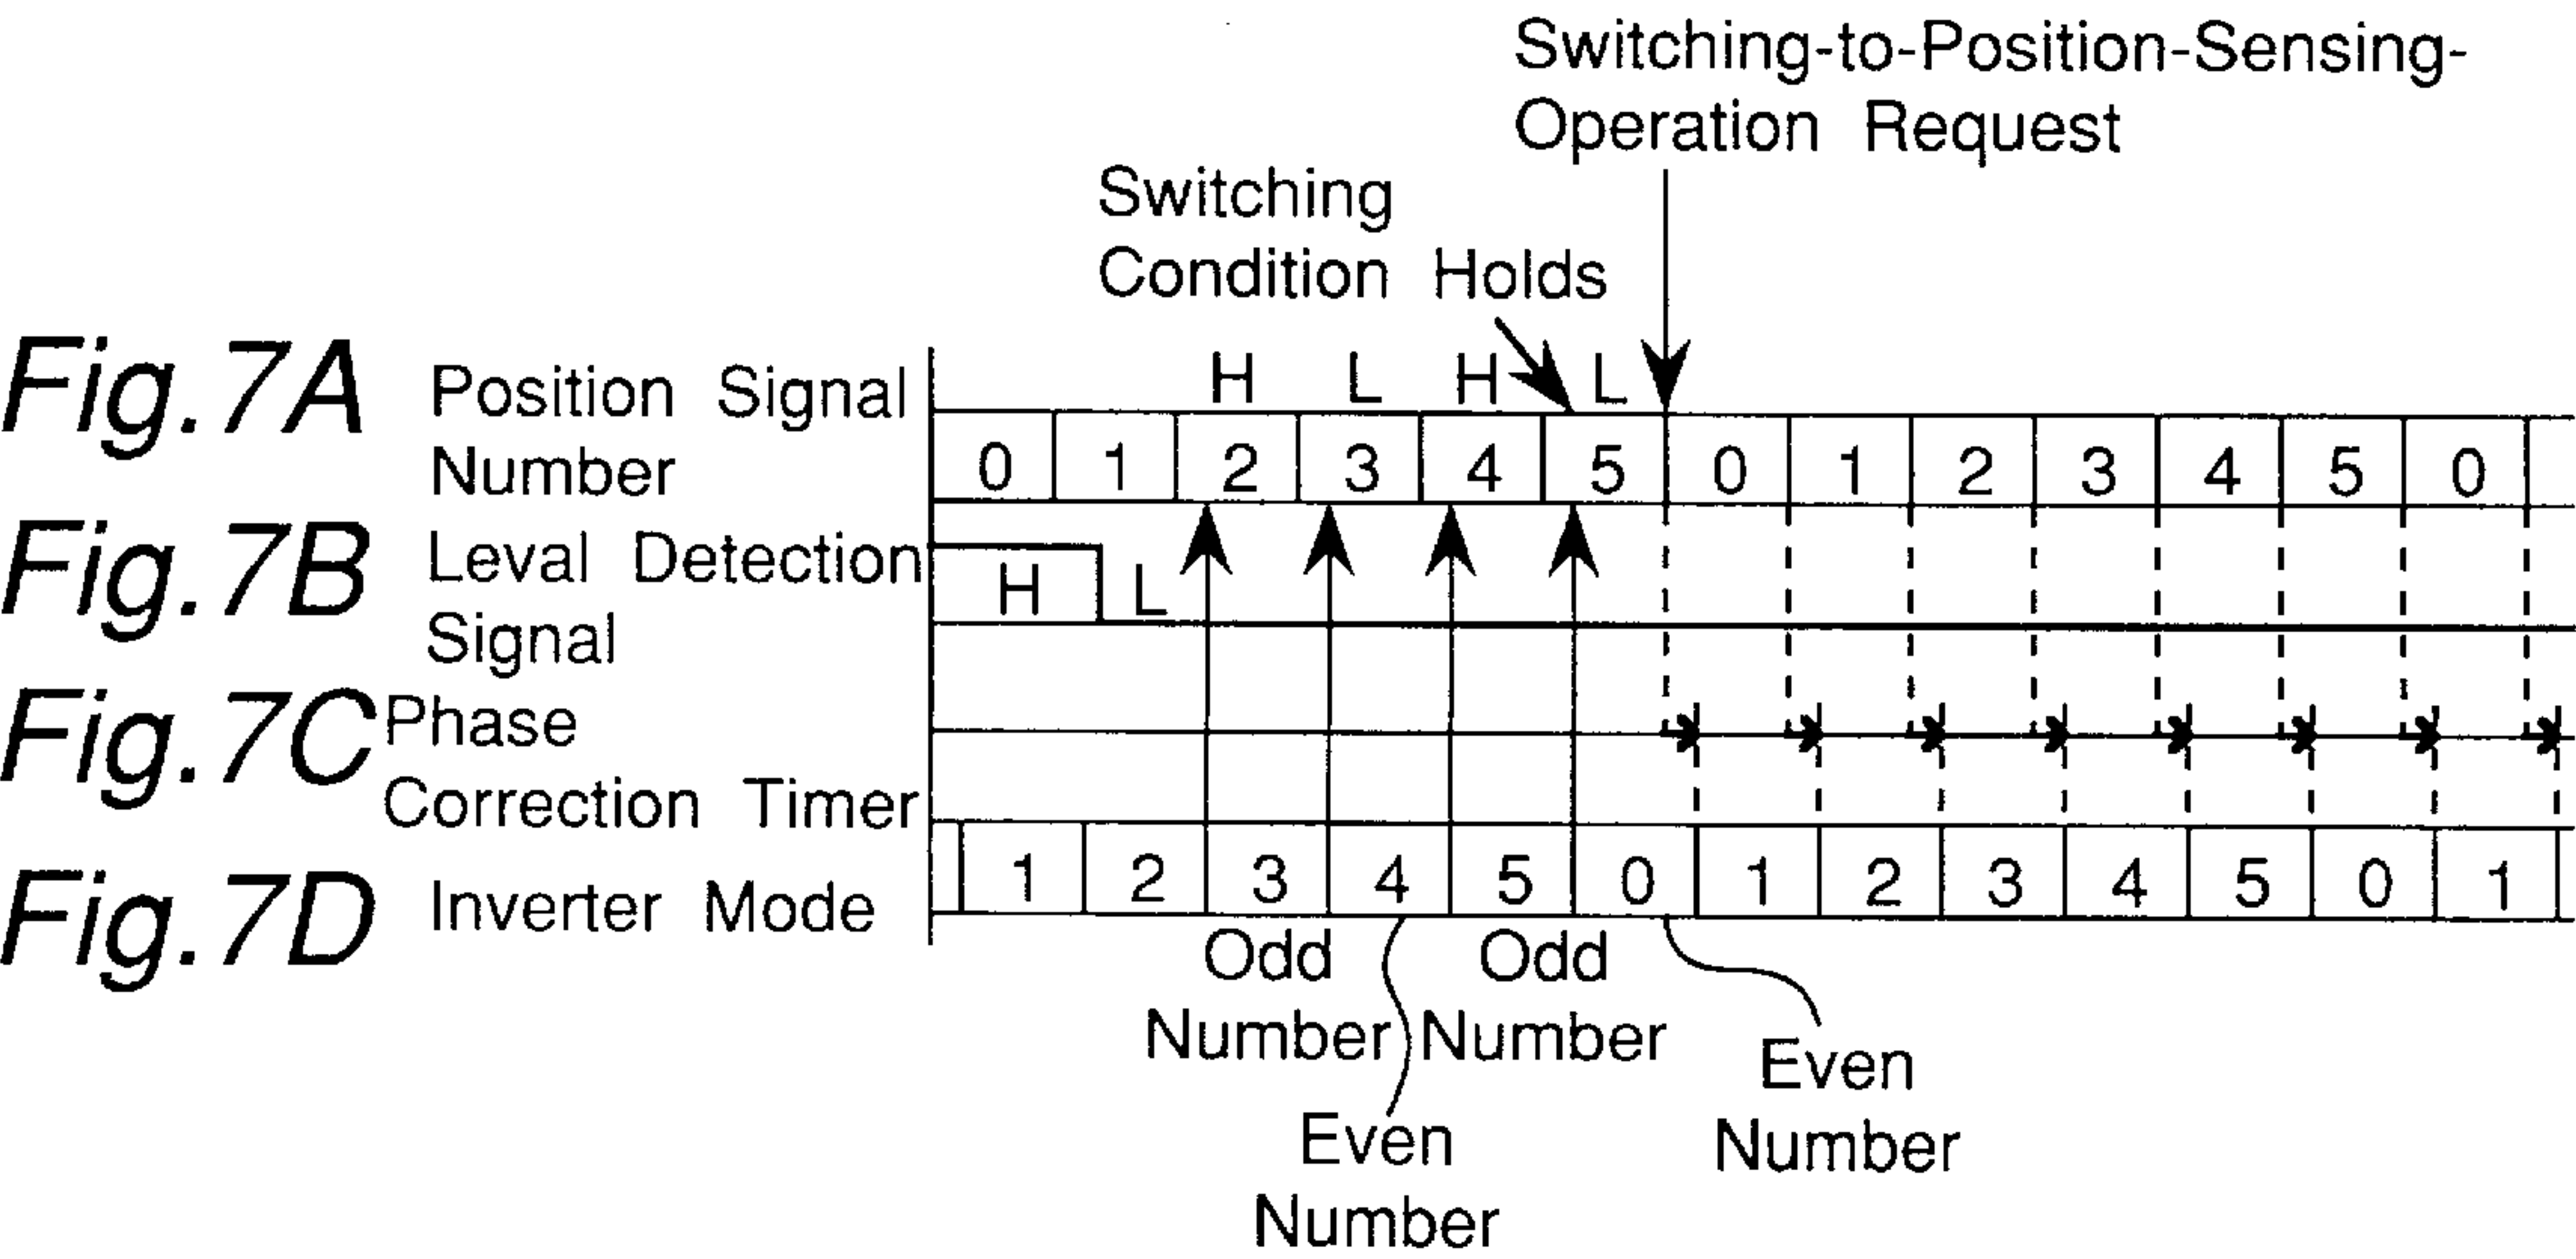 Switching-to-Position-Sensing-
Operation Request
Switching
Condition Holds
Fig.7A
Position Signal
Number
H L H L
0 1 2 3 4 5 0 1 2 3 4 5 0
Fig.7B
Leval Detection
Signal
H
L
Fig.7C
Phase
Correction Timer
Fig.7D
Inverter Mode
1 2 3 4 5 0 1 2 3 4 5 0 1
Odd
Number
Odd
Number
Even
Number
Even
Number